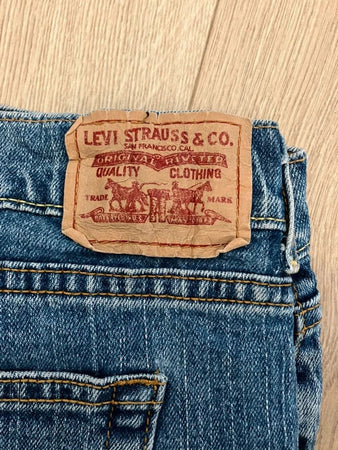 LEVI STRAUSS & CO.
SAN FRANCISCO, CAL.
ORIGINAL RIVETED
QUALITY CLOTHING
TRADE MARK